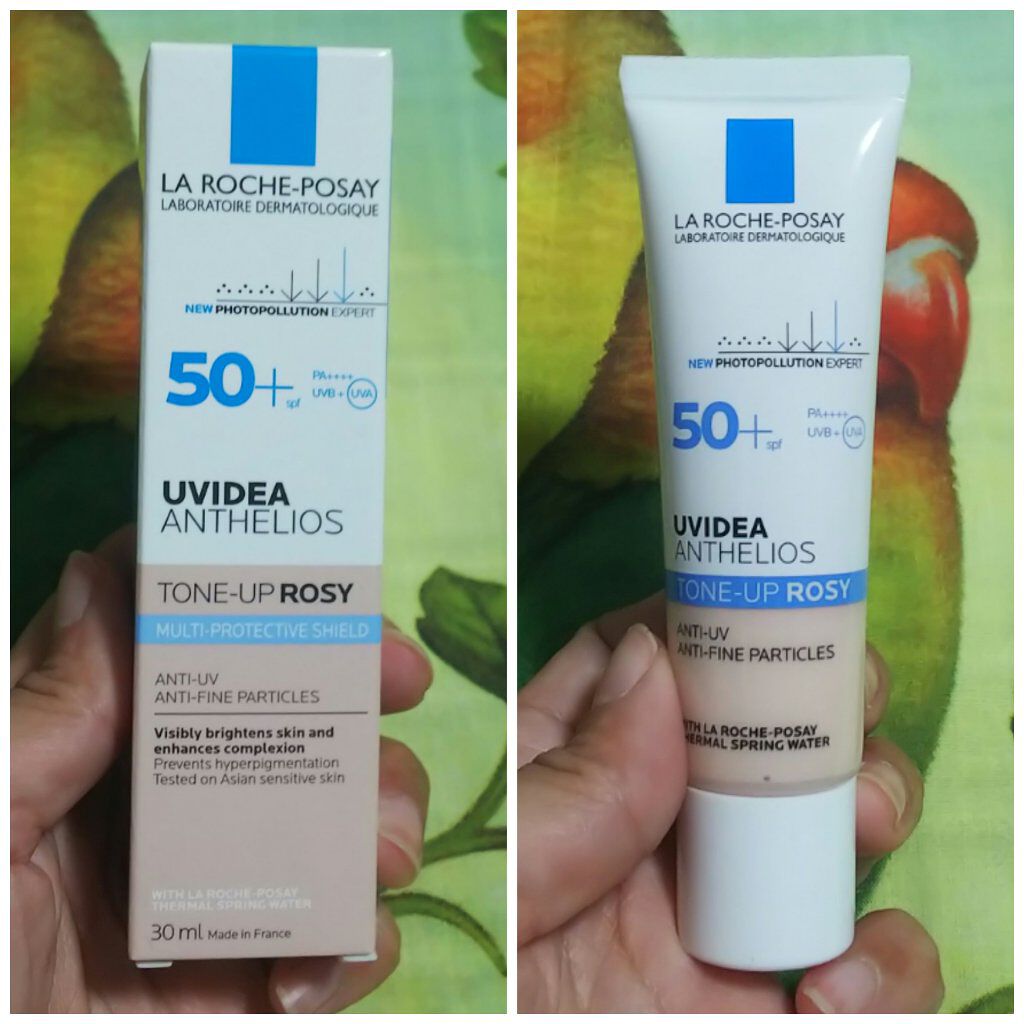 LA ROCHE-POSAY
LABORATOIRE DERMATOLOGIQUE
NEW PHOTOPOLLUTION EXPERT
50+ spf
PA++++
UVB + UVA
UVIDEA
ANTHELIOS
TONE-UP ROSY
MULTI-PROTECTIVE SHIELD
ANTI-UV
ANTI-FINE PARTICLES
Visibly brightens skin and
enhances complexion
Prevents hyperpigmentation
Tested on Asian sensitive skin
WITH LA ROCHE-POSAY
THERMAL SPRING WATER
30 ml Made in France
LA ROCHE-POSAY
LABORATOIRE DERMATOLOGIQUE
NEW PHOTOPOLLUTION EXPERT
50+ spf
PA++++
UVB + UVA
UVIDEA
ANTHELIOS
TONE-UP ROSY
ANTI-UV
ANTI-FINE PARTICLES
WITH LA ROCHE-POSAY
THERMAL SPRING WATER